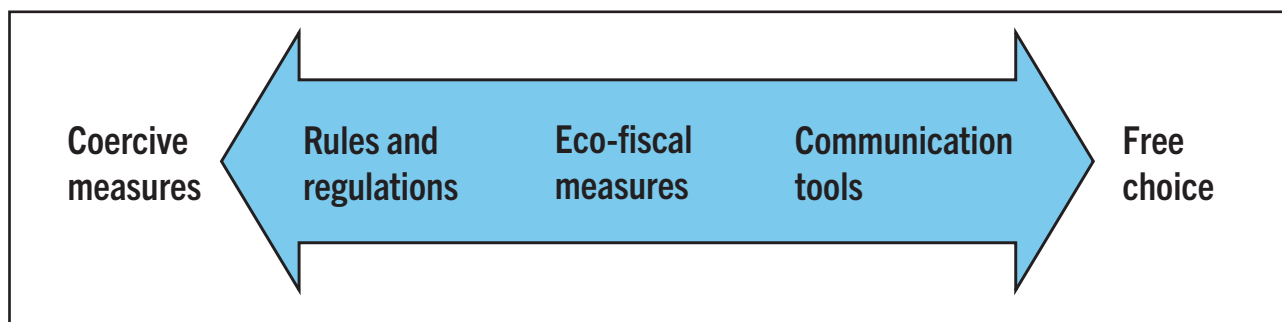 Coercive
measures
Rules and
regulations
Eco-fiscal
measures
Communication
tools
Free
choice